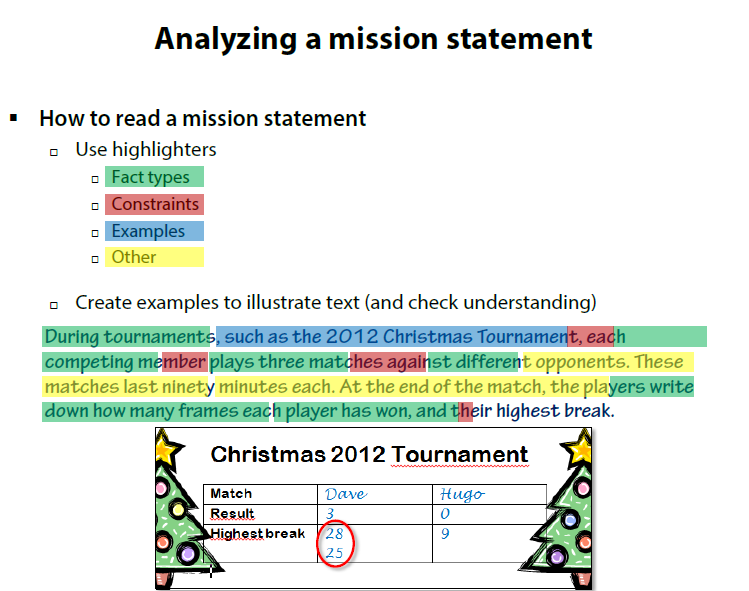 Analyzing a mission statement
How to read a mission statement
Use highlighters
Fact types
Constraints
Examples
Other
Create examples to illustrate text (and check understanding)
During tournaments, such as the 2012 Christmas Tournament, each
competing member plays three matches against different opponents. These
matches last ninety minutes each. At the end of the match, the players write
down how many frames each player has won, and their highest break.
Christmas 2012 Tournament
Match Dave Hugo
Result 3 0
Highest break 28 9
25